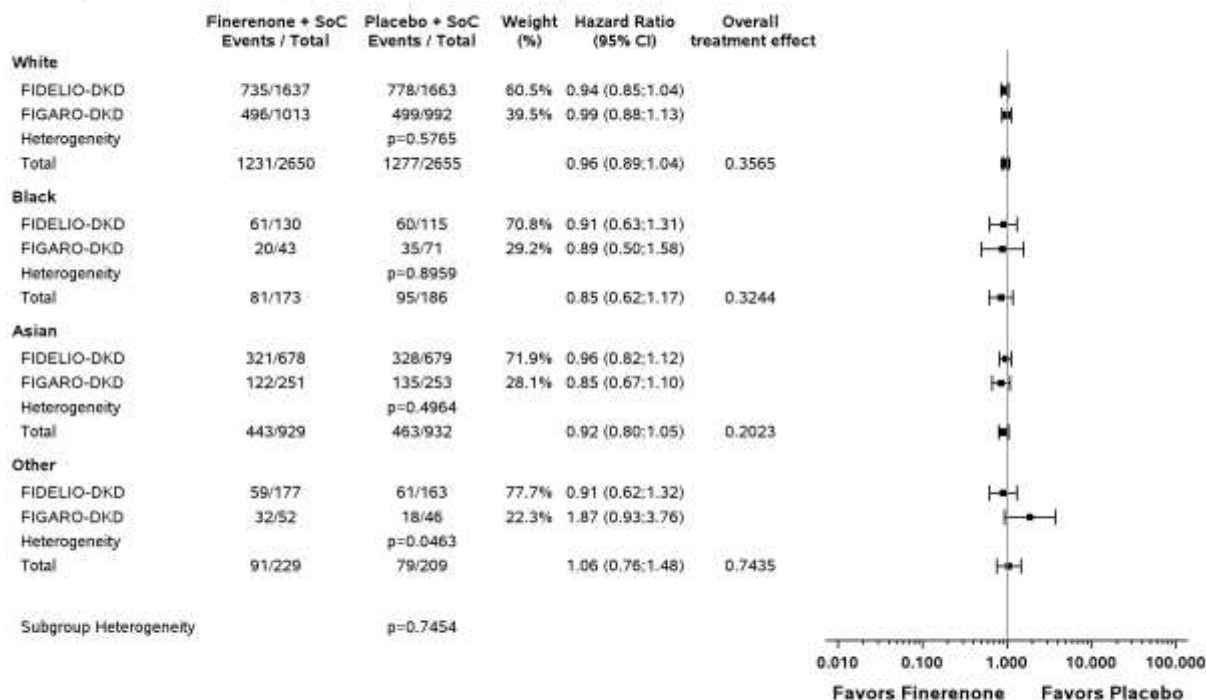 Finerenone + SoC Placebo + SoC Weight Hazard Ratio Overall
Events / Total Events / Total (%) (95% CI) treatment effect
White
FIDELIO-DKD 735/1637 778/1663 60.5% 0.94 (0.85;1.04)
FIGARO-DKD 496/1013 499/992 39.5% 0.99 (0.88;1.13)
Heterogeneity p=0.5765
Total 1231/2650 1277/2655 0.96 (0.89;1.04) 0.3565
Black
FIDELIO-DKD 61/130 60/115 70.8% 0.91 (0.63;1.31)
FIGARO-DKD 20/43 35/71 29.2% 0.89 (0.50;1.58)
Heterogeneity p=0.8959
Total 81/173 95/186 0.85 (0.62;1.17) 0.3244
Asian
FIDELIO-DKD 321/678 328/679 71.9% 0.96 (0.82;1.12)
FIGARO-DKD 122/251 135/253 28.1% 0.85 (0.67;1.10)
Heterogeneity p=0.4964
Total 443/929 463/932 0.92 (0.80;1.05) 0.2023
Other
FIDELIO-DKD 59/177 61/163 77.7% 0.91 (0.62;1.32)
FIGARO-DKD 32/52 18/46 22.3% 1.87 (0.93;3.76)
Heterogeneity p=0.0463
Total 91/229 79/209 1.06 (0.76;1.48) 0.7435
Subgroup Heterogeneity p=0.7454
0.010 0.100 1.000 10.000 100.000
Favors Finerenone Favors Placebo